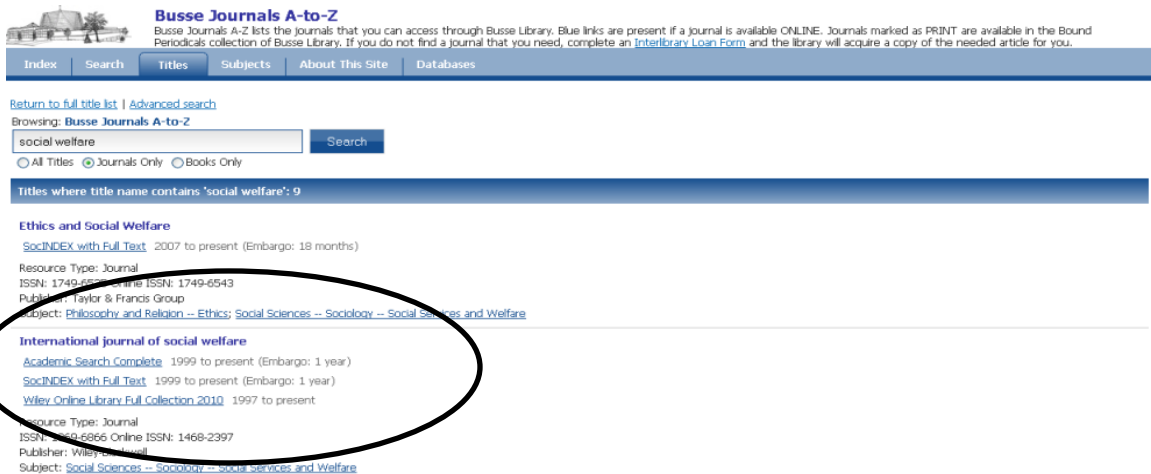 Busse Journals A-to-Z
Busse Journals A-Z lists the journals that you can access through Busse Library. Blue links are present if a journal is available ONLINE. Journals marked as PRINT are available in the Bound
Periodicals collection of Busse Library. If you do not find a journal that you need, complete an Interlibrary Loan Form and the library will acquire a copy of the needed article for you.
Index Search Titles Subjects About This Site Databases
Return to full title list | Advanced search
Browsing: Busse Journals A-to-Z
social welfare Search
All Titles Journals Only Books Only
Titles where title name contains 'social welfare': 9
Ethics and Social Welfare
SocINDEX with Full Text 2007 to present (Embargo: 18 months)
Resource Type: Journal
ISSN: Online ISSN: 1749-6543
Publisher: Taylor & Francis Group
Subject: Philosophy and Religion -- Ethics; Social Sciences -- Sociology -- Social Services and Welfare
International journal of social welfare
Academic Search Complete 1999 to present (Embargo: 1 year)
SocINDEX with Full Text 1999 to present (Embargo: 1 year)
Wiley Online Library Full Collection 2010 1997 to present
Resource Type: Journal
ISSN: Online ISSN: 1468-2397
Publisher: Wiley-Blackwell
Subject: Social Sciences -- Sociology -- Social Services and Welfare